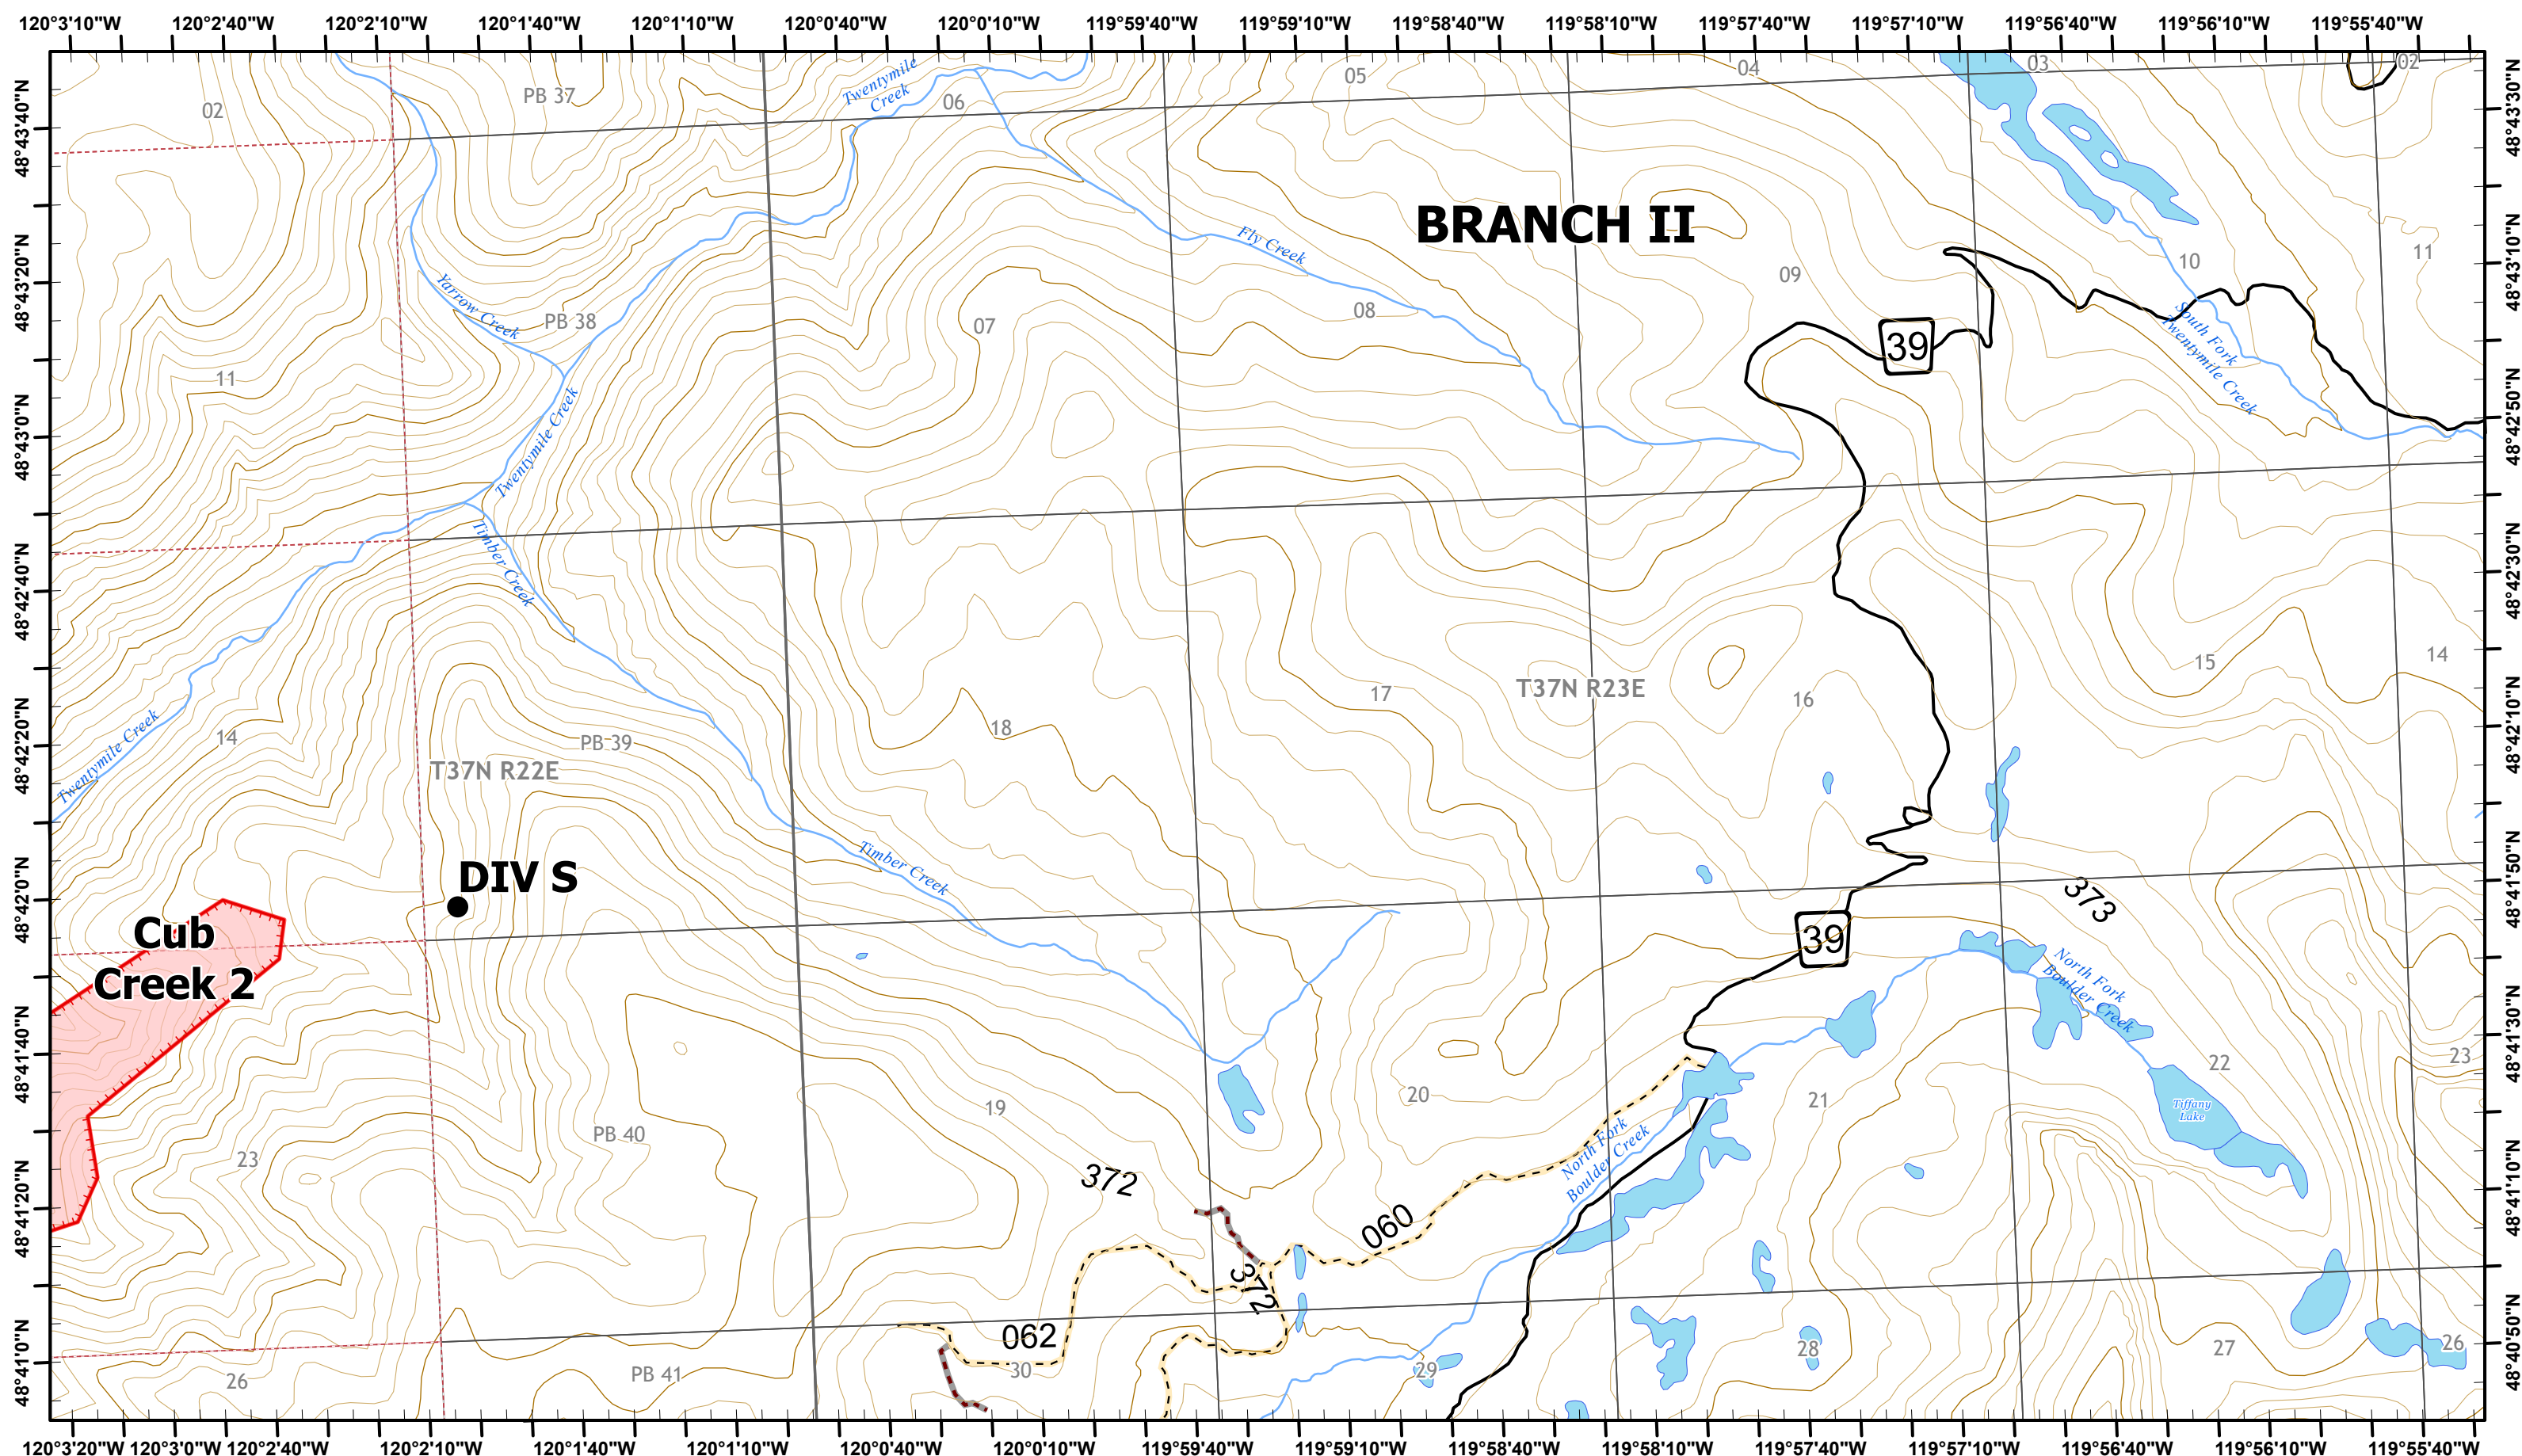 120°3'10"W 120°2'40"W 120°2'10"W 120°1'40"W 120°1'10"W 120°0'40"W 120°0'10"W 119°59'40"W 119°59'10"W 119°58'40"W 119°58'10"W 119°57'40"W 119°57'10"W 119°56'40"W 119°56'10"W 119°55'40"W
48°43'40"N
48°43'20"N
48°43'0"N
48°42'40"N
48°42'20"N
48°42'0"N
48°41'40"N
48°41'20"N
48°41'0"N
48°43'30"N
48°43'10"N
48°42'50"N
48°42'30"N
48°42'10"N
48°41'50"N
48°41'30"N
48°41'10"N
48°40'50"N
02
PB 37
Twentymile
Creek
06
05
04
03
02
BRANCH II
Fly Creek
Yarrow Creek
PB 38
07
08
09
10
11
39
South Fork
Twentymile Creek
11
Twentymile Creek
Timber Creek
Twentymile Creek
14
PB 39
T37N R22E
18
17
T37N R23E
16
15
14
DIV S
Timber Creek
373
Cub
Creek 2
39
North Fork
Boulder Creek
19
20
21
22
23
Tiffany
Lake
PB 40
23
North Fork
Boulder Creek
372
060
372
062
30
29
28
27
26
26
PB 41
120°3'20"W 120°3'0"W 120°2'40"W 120°2'10"W 120°1'40"W 120°1'10"W 120°0'40"W 120°0'10"W 119°59'40"W 119°59'10"W 119°58'40"W 119°58'10"W 119°57'40"W 119°57'10"W 119°56'40"W 119°56'10"W 119°55'40"W